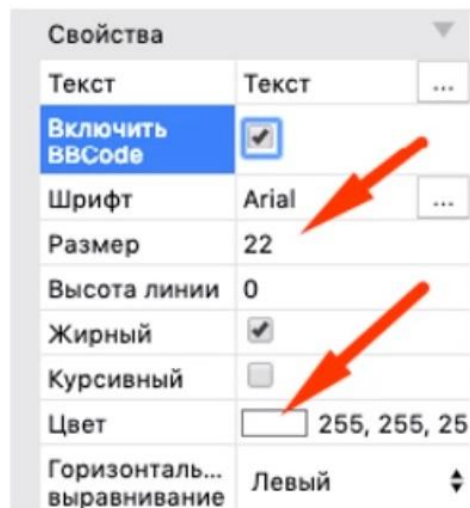 Свойства
Текст Текст ...
Включить
BBCode
Шрифт Arial ...
Размер 22
Высота линии 0
Жирный
Курсивный
Цвет 255, 255, 25
Горизонталь...
выравнивание Левый